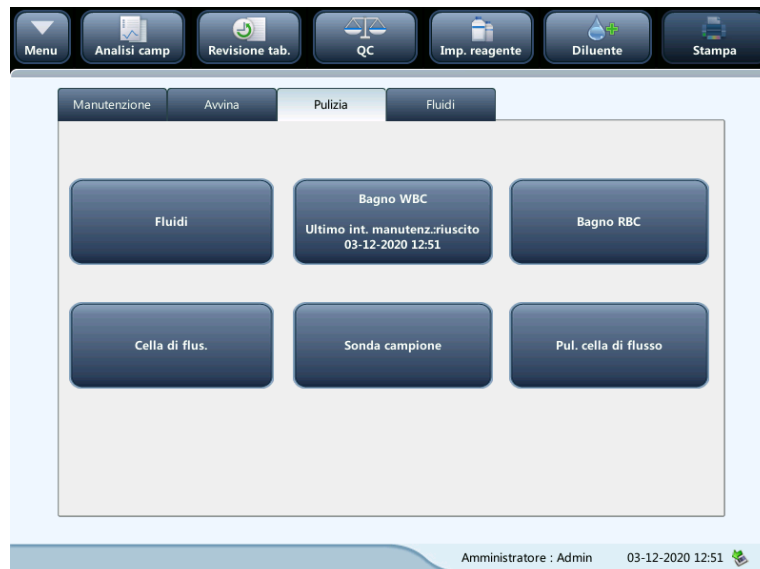 Menu
Analisi camp
Revisione tab.
QC
Imp. reagente
Diluente
Stampa
Manutenzione
Avvina
Pulizia
Fluidi
Fluidi
Bagno WBC
Ultimo int. manutenz.:riuscito
03-12-2020 12:51
Bagno RBC
Cella di flus.
Sonda campione
Pul. cella di flusso
Amministratore : Admin
03-12-2020 12:51